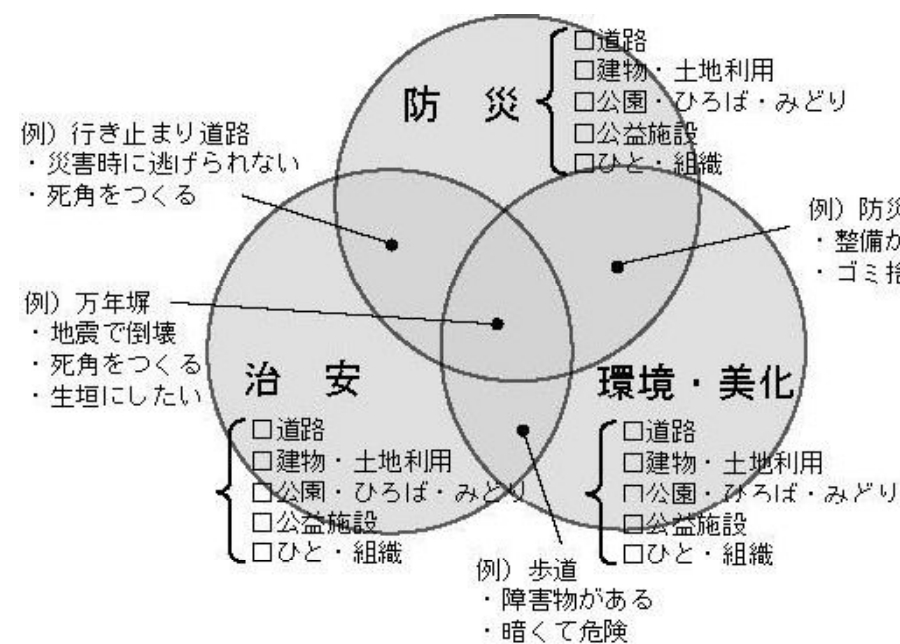 防 災
□道路
□建物・土地利用
□公園・ひろば・みどり
□公益施設
□ひと・組織
例）行き止まり道路
・災害時に逃げられない
・死角をつくる
例）防災
・整備が
・ゴミ捨
例）万年塀
・地震で倒壊
・死角をつくる
・生垣にしたい
治 安
□道路
□建物・土地利用
□公園・ひろば・みどり
□公益施設
□ひと・組織
環境・美化
□道路
□建物・土地利用
□公園・ひろば・みどり
□公益施設
□ひと・組織
例）歩道
・障害物がある
・暗くて危険